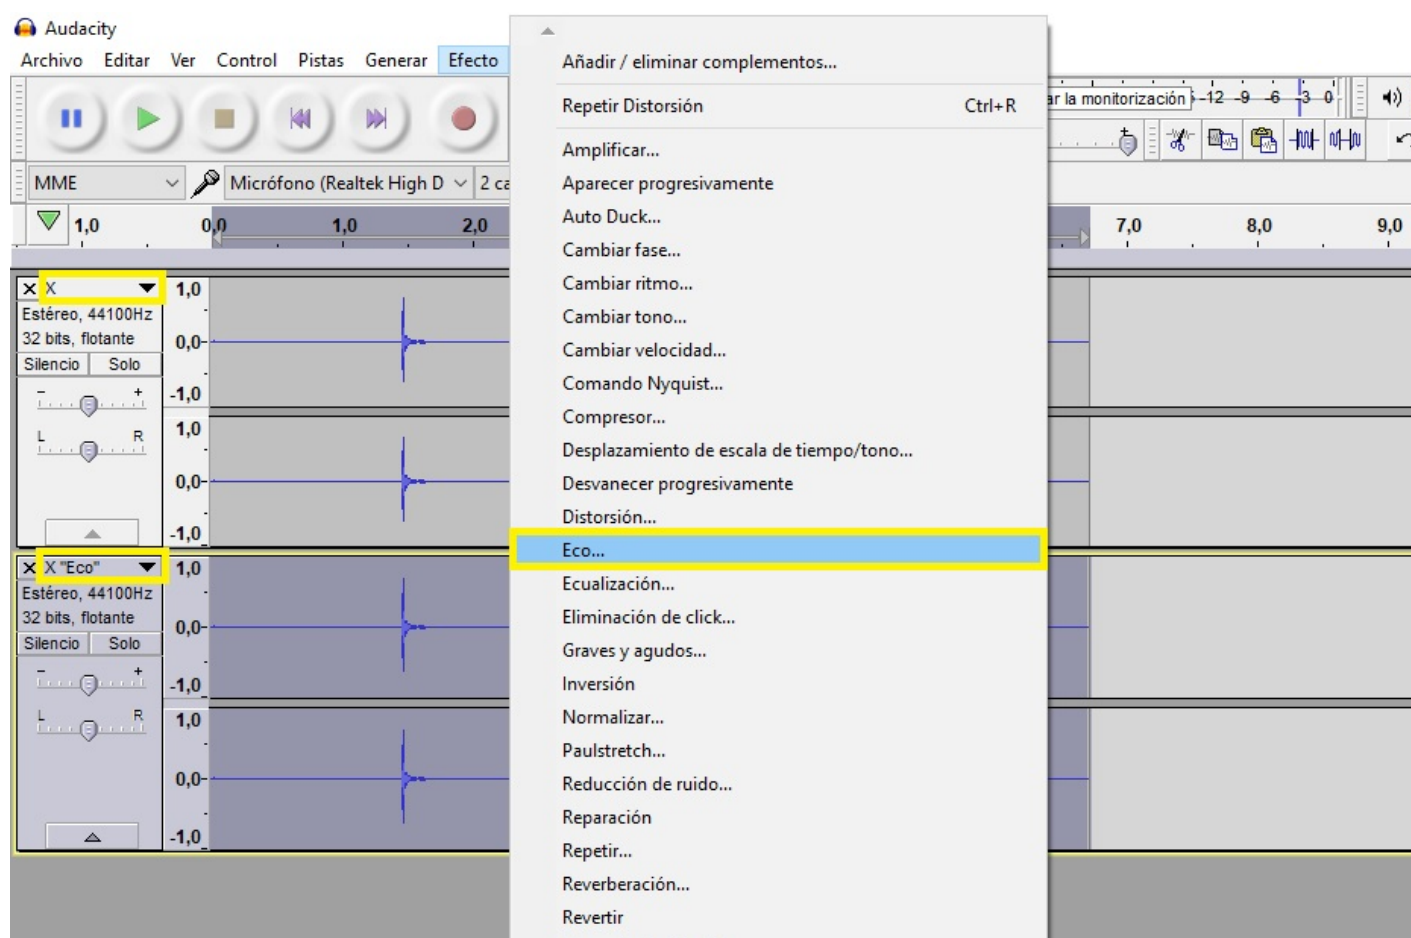 Audacity
Archivo Editar Ver Control Pistas Generar Efecto
Añadir / eliminar complementos...
Repetir Distorsión Ctrl+R
Amplificar...
Aparecer progresivamente
Auto Duck...
Cambiar fase...
Cambiar ritmo...
Cambiar tono...
Cambiar velocidad...
Comando Nyquist...
Compresor...
Desplazamiento de escala de tiempo/tono...
Desvanecer progresivamente
Distorsión...
Eco...
Ecualización...
Eliminación de click...
Graves y agudos...
Inversión
Normalizar...
Paulstretch...
Reducción de ruido...
Reparación
Repetir...
Reverberación...
Revertir
la monitorización -12 -9 -6 -3 0
MME Micrófono (Realtek High D 2
1,0 0,0 1,0 2,0 7,0 8,0 9,0
X 1,0
Estéreo, 44100Hz
32 bits, flotante 0,0
Silencio Solo
- + -1,0
L R 1,0
0,0
-1,0
X "Eco" 1,0
Estéreo, 44100Hz
32 bits, flotante 0,0
Silencio Solo
- + -1,0
L R 1,0
0,0
-1,0